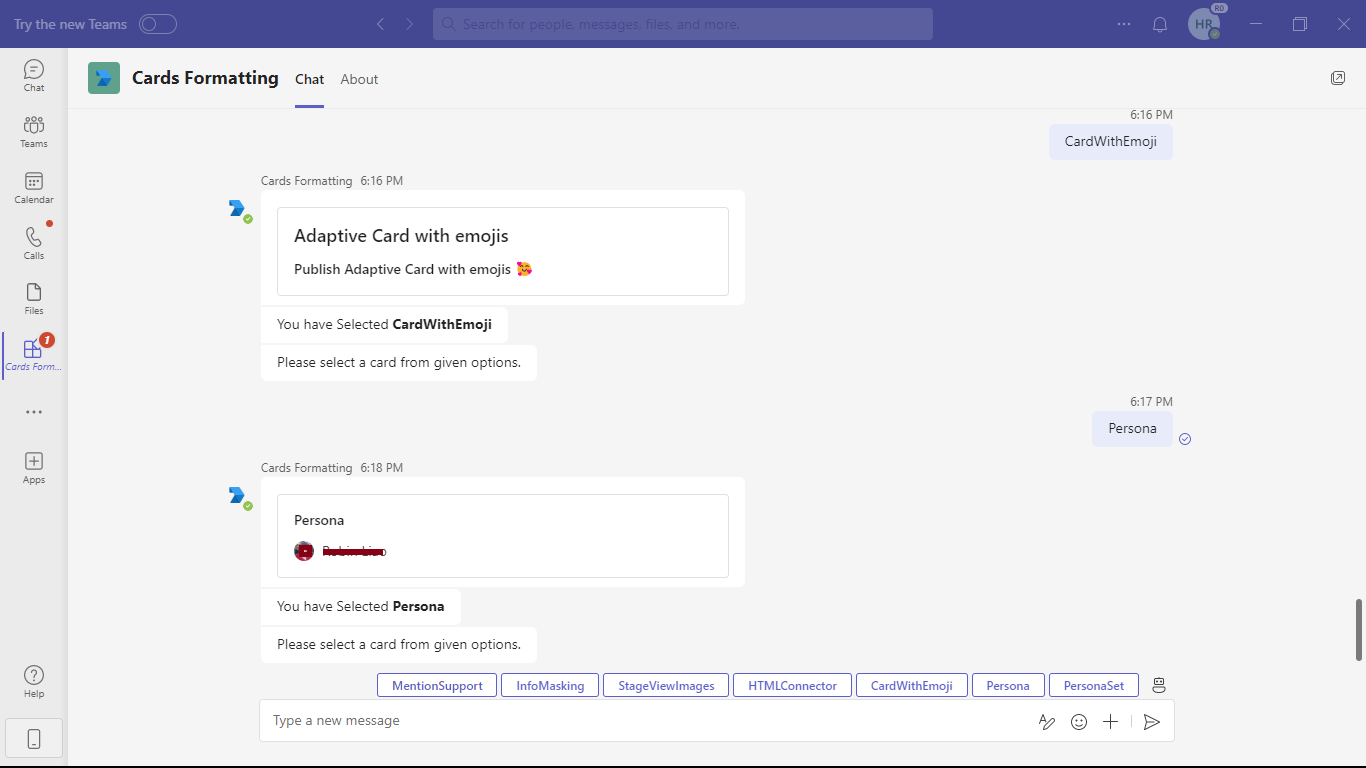 Try the new Teams
Search for people, messages, files, and more.
HR
RD
Chat
Teams
Calendar
Calls
Files
1
Cards Form...
Apps
Help
Cards Formatting
Chat
About
6:16 PM
CardWithEmoji
Cards Formatting 6:16 PM
Adaptive Card with emojis
Publish Adaptive Card with emojis 🥰
You have Selected CardWithEmoji
Please select a card from given options.
6:17 PM
Persona
Cards Formatting 6:18 PM
Persona
You have Selected Persona
Please select a card from given options.
MentionSupport
InfoMasking
StageViewImages
HTMLConnector
CardWithEmoji
Persona
PersonaSet
Type a new message